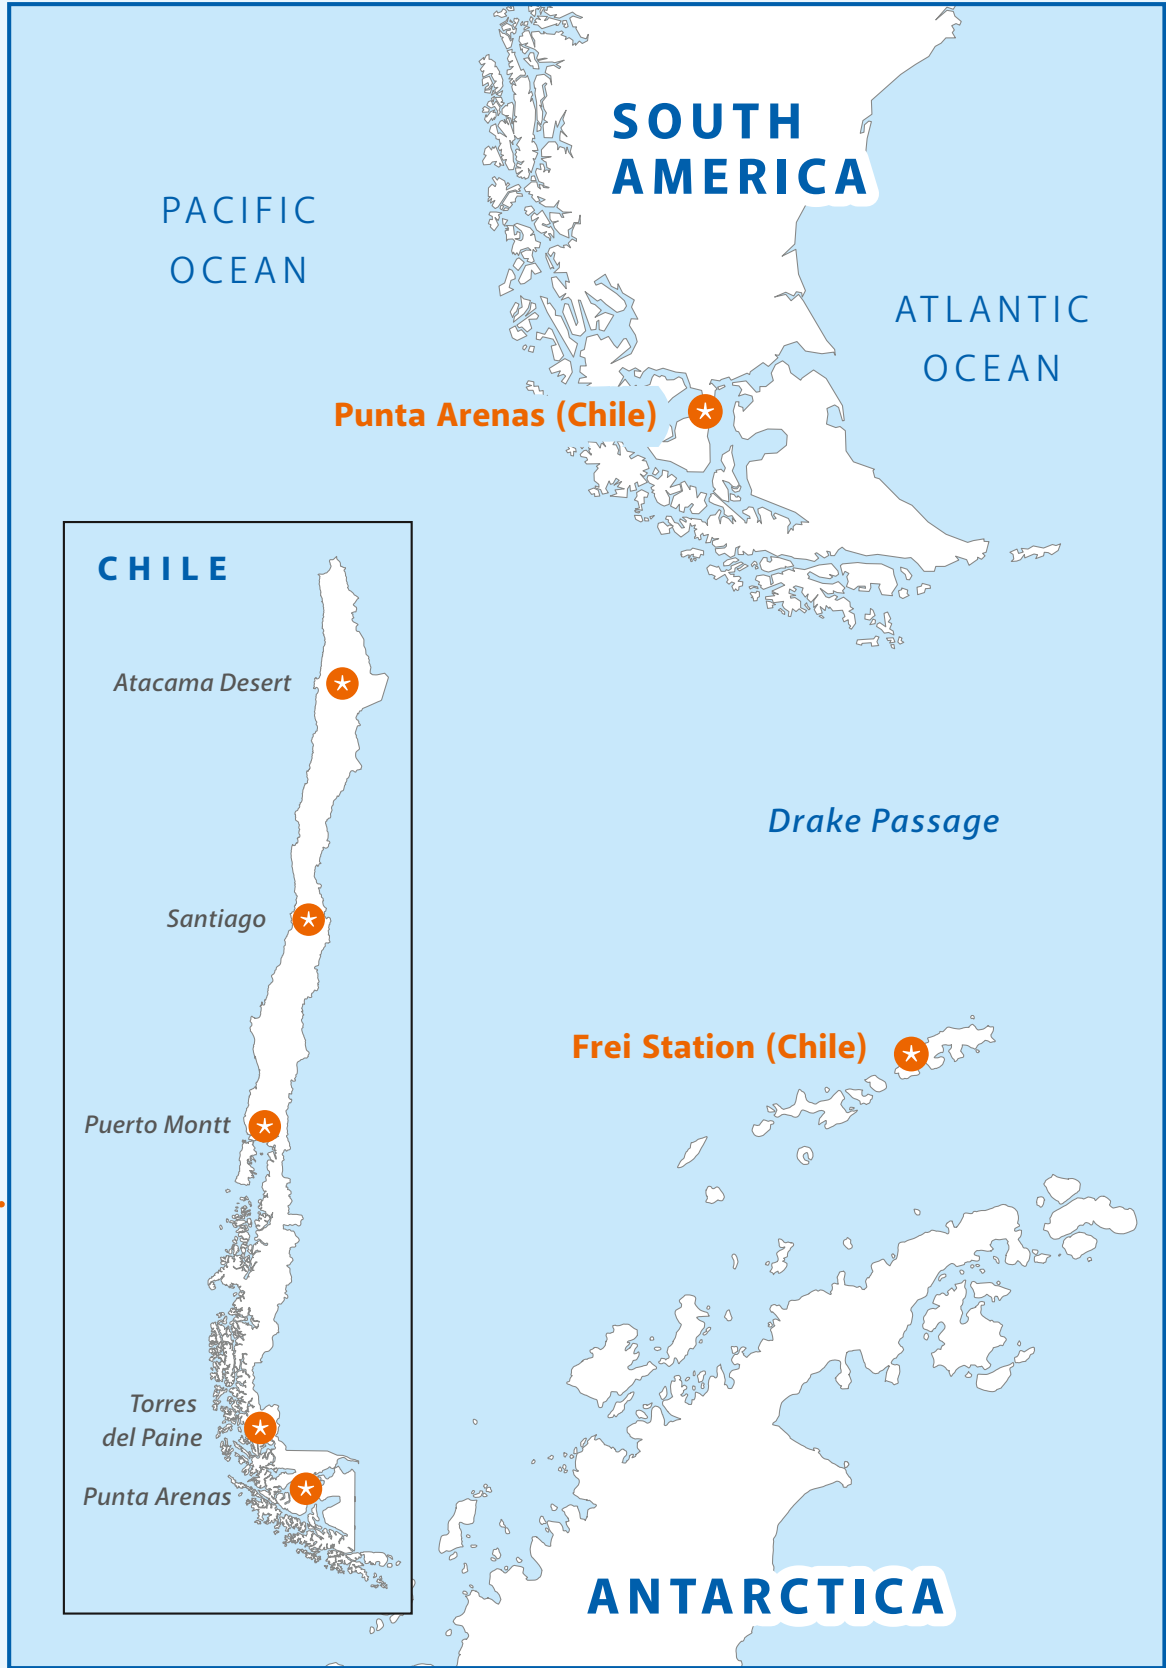 SOUTH
AMERICA
PACIFIC
OCEAN
ATLANTIC
OCEAN
Punta Arenas (Chile)
CHILE
Atacama Desert
Drake Passage
Santiago
Frei Station (Chile)
Puerto Montt
Torres
del Paine
Punta Arenas
ANTARCTICA